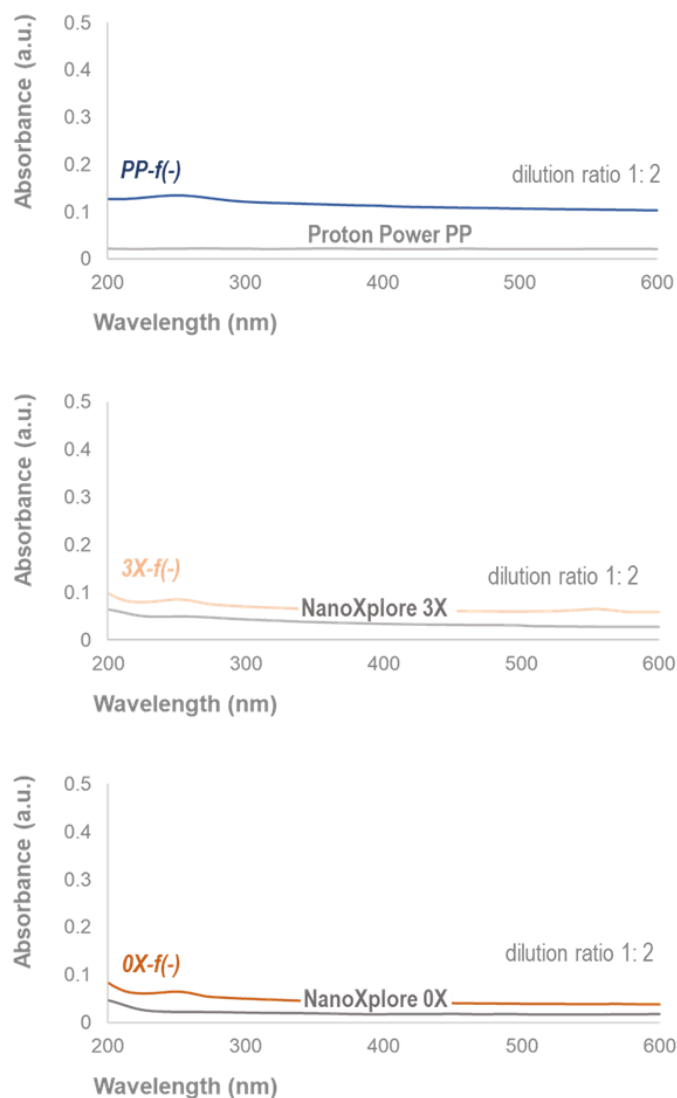 Absorbance (a.u.)
0.5
0.4
0.3
0.2
0.1
0
PP-f(-)
dilution ratio 1: 2
Proton Power PP
200 300 400 500 600
Wavelength (nm)
Absorbance (a.u.)
0.5
0.4
0.3
0.2
0.1
0
3X-f(-)
dilution ratio 1: 2
NanoXplore 3X
200 300 400 500 600
Wavelength (nm)
Absorbance (a.u.)
0.5
0.4
0.3
0.2
0.1
0
0X-f(-)
dilution ratio 1: 2
NanoXplore 0X
200 300 400 500 600
Wavelength (nm)